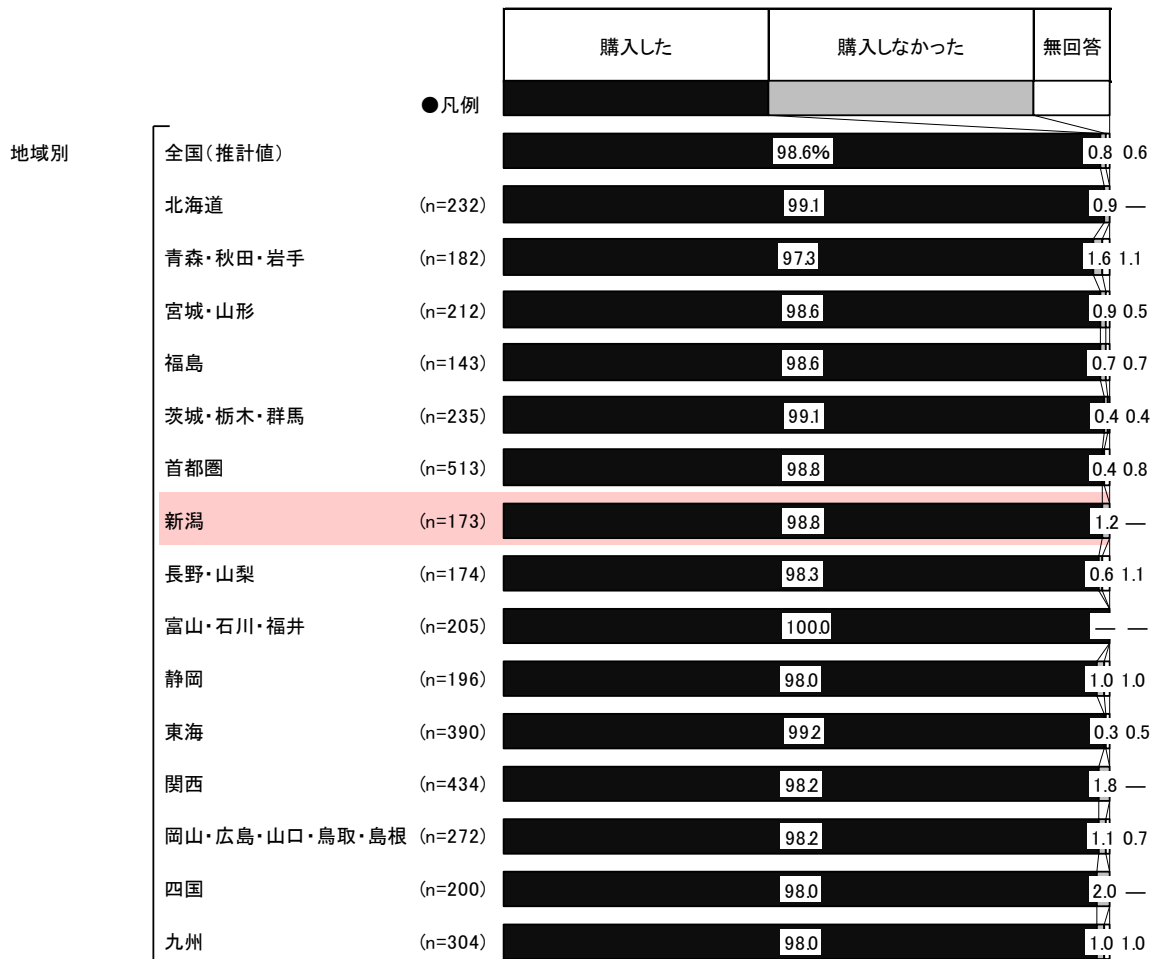 購入した 購入しなかった 無回答
●凡例
地域別 全国(推計値) 98.6% 0.8 0.6
北海道 (n=232) 99.1 0.9 —
青森・秋田・岩手 (n=182) 97.3 1.6 1.1
宮城・山形 (n=212) 98.6 0.9 0.5
福島 (n=143) 98.6 0.7 0.7
茨城・栃木・群馬 (n=235) 99.1 0.4 0.4
首都圏 (n=513) 98.8 0.4 0.8
新潟 (n=173) 98.8 1.2 —
長野・山梨 (n=174) 98.3 0.6 1.1
富山・石川・福井 (n=205) 100.0 — —
静岡 (n=196) 98.0 1.0 1.0
東海 (n=390) 99.2 0.3 0.5
関西 (n=434) 98.2 1.8 —
岡山・広島・山口・鳥取・島根 (n=272) 98.2 1.1 0.7
四国 (n=200) 98.0 2.0 —
九州 (n=304) 98.0 1.0 1.0